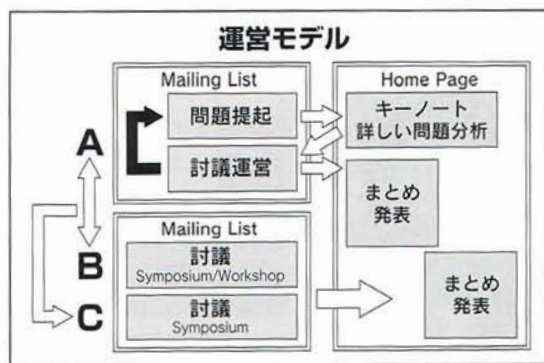 運営モデル
Mailing List
問題提起
討議運営
Home Page
キーノート
詳しい問題分析
まとめ
発表
A
B
C
Mailing List
討議
Symposium/Workshop
討議
Symposium
まとめ
発表